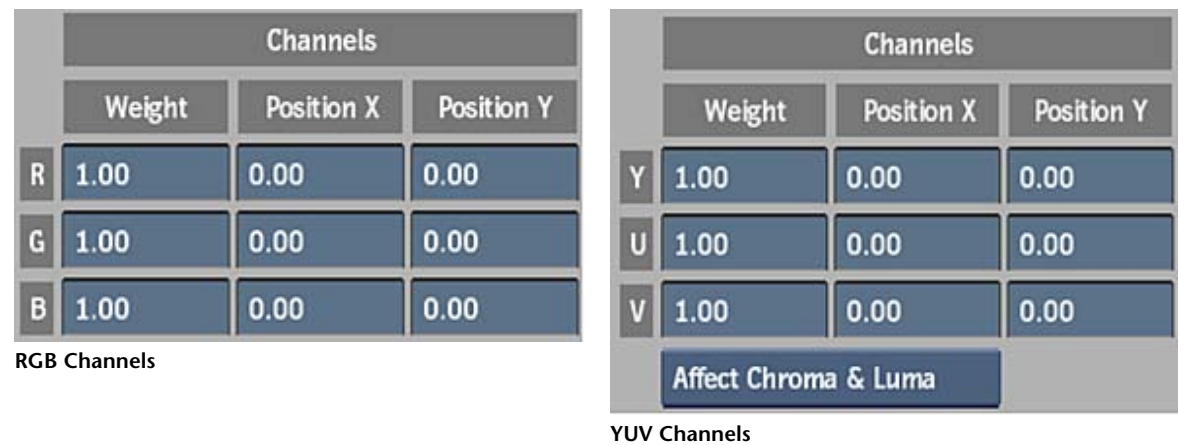 Channels
Weight Position X Position Y
R 1.00 0.00 0.00
G 1.00 0.00 0.00
B 1.00 0.00 0.00
RGB Channels
Channels
Weight Position X Position Y
Y 1.00 0.00 0.00
U 1.00 0.00 0.00
V 1.00 0.00 0.00
Affect Chroma & Luma
YUV Channels